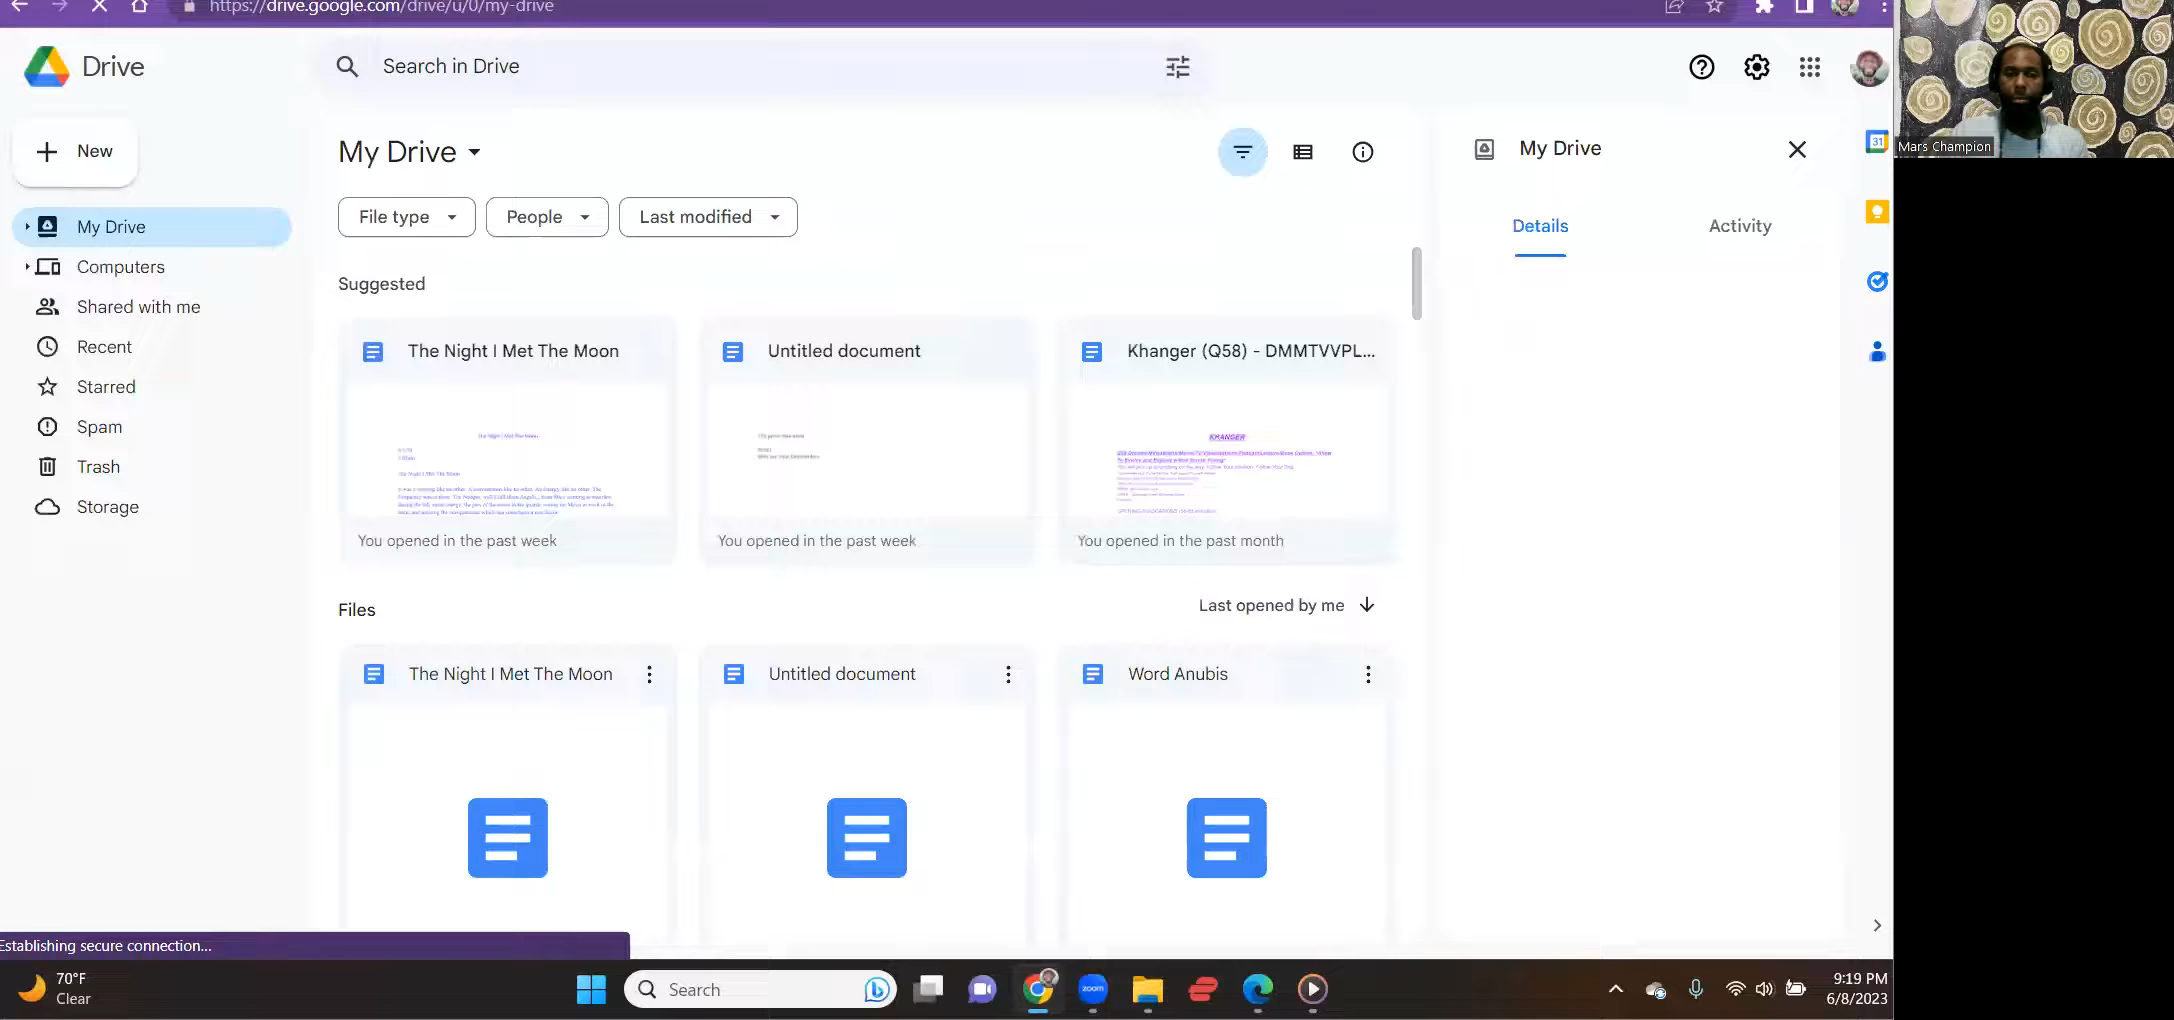 https://drive.google.com/drive/u/0/my-drive
Drive
Search in Drive
New
My Drive
Computers
Shared with me
Recent
Starred
Spam
Trash
Storage
My Drive
File type
People
Last modified
Suggested
The Night I Met The Moon
You opened in the past week
Untitled document
You opened in the past week
Khanger (Q58) - DMMTVVPL...
KHANGER
You opened in the past month
Files
Last opened by me
The Night I Met The Moon
Untitled document
Word Anubis
My Drive
Details
Activity
31
Mars Champion
Establishing secure connection...
70°F
Clear
Search
zoom
9:19 PM
6/8/2023